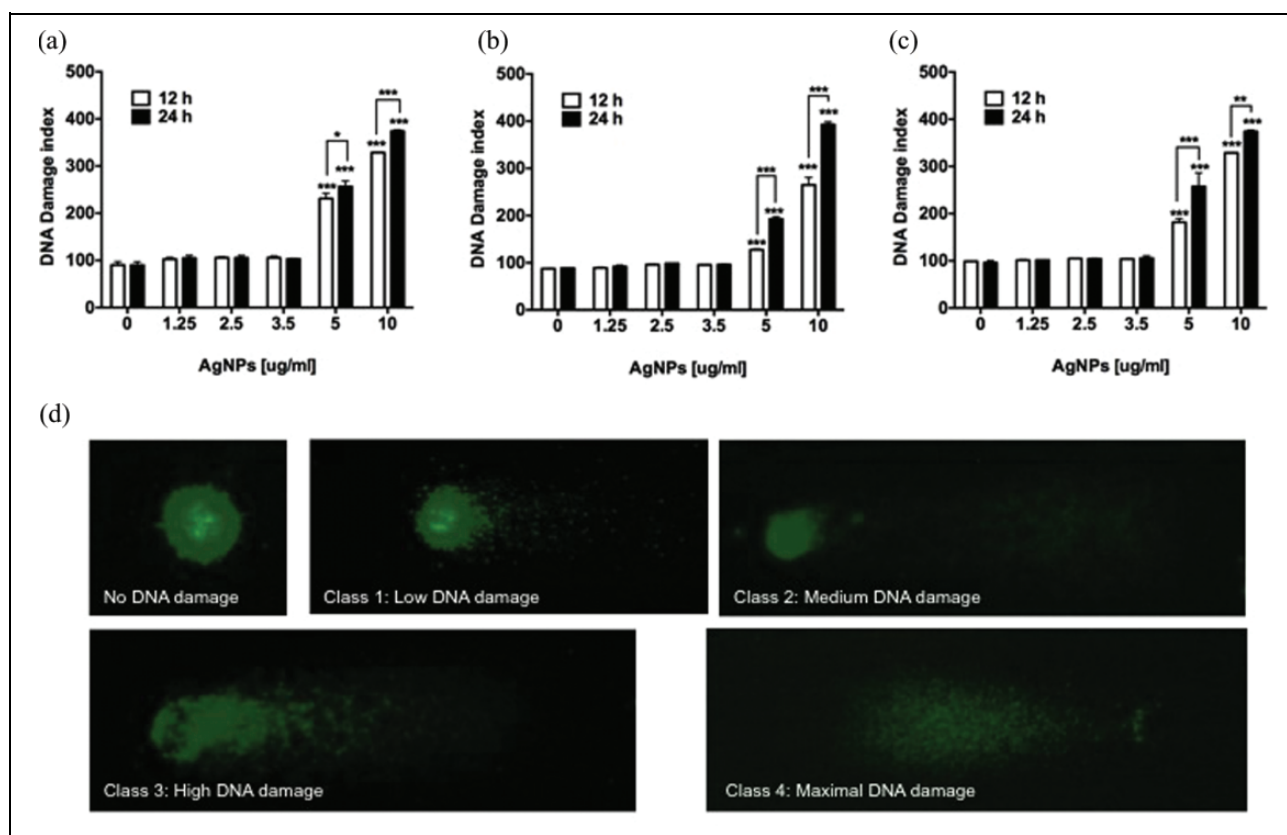 (a)
(b)
(c)
500
400
300
200
100
0
DNA Damage index
12 h
24 h
*
***
***
***
***
***
0 1.25 2.5 3.5 5 10
AgNPs [ug/ml]
500
400
300
200
100
0
DNA Damage index
12 h
24 h
***
***
***
***
***
***
0 1.25 2.5 3.5 5 10
AgNPs [ug/ml]
500
400
300
200
100
0
DNA Damage index
12 h
24 h
***
***
***
**
***
***
0 1.25 2.5 3.5 5 10
AgNPs [ug/ml]
(d)
No DNA damage
Class 1: Low DNA damage
Class 2: Medium DNA damage
Class 3: High DNA damage
Class 4: Maximal DNA damage